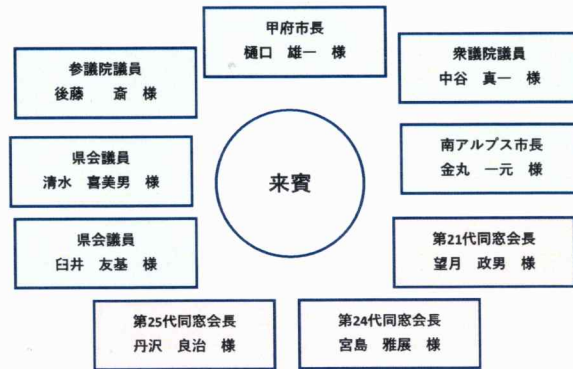 甲府市長
樋口 雄一 様
参議院議員
後藤 斎 様
衆議院議員
中谷 真一 様
県会議員
清水 喜美男 様
来賓
南アルプス市長
金丸 一元 様
県会議員
臼井 友基 様
第21代同窓会長
望月 政男 様
第25代同窓会長
丹沢 良治 様
第24代同窓会長
宮島 雅展 様